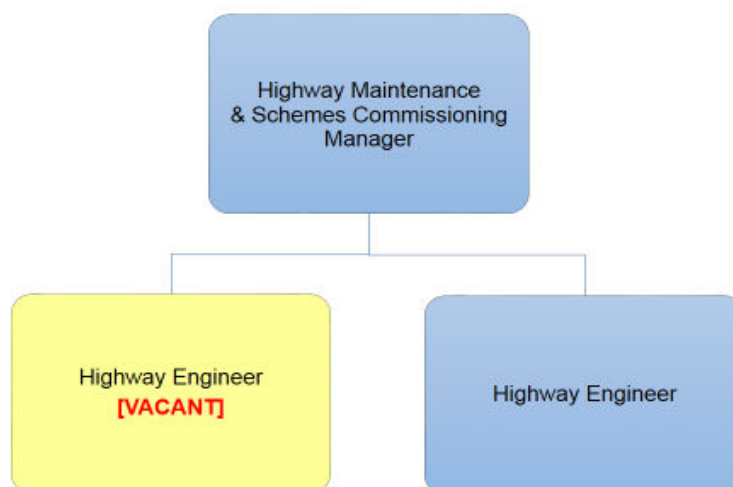 Highway Maintenance
& Schemes Commissioning
Manager
Highway Engineer
[VACANT]
Highway Engineer